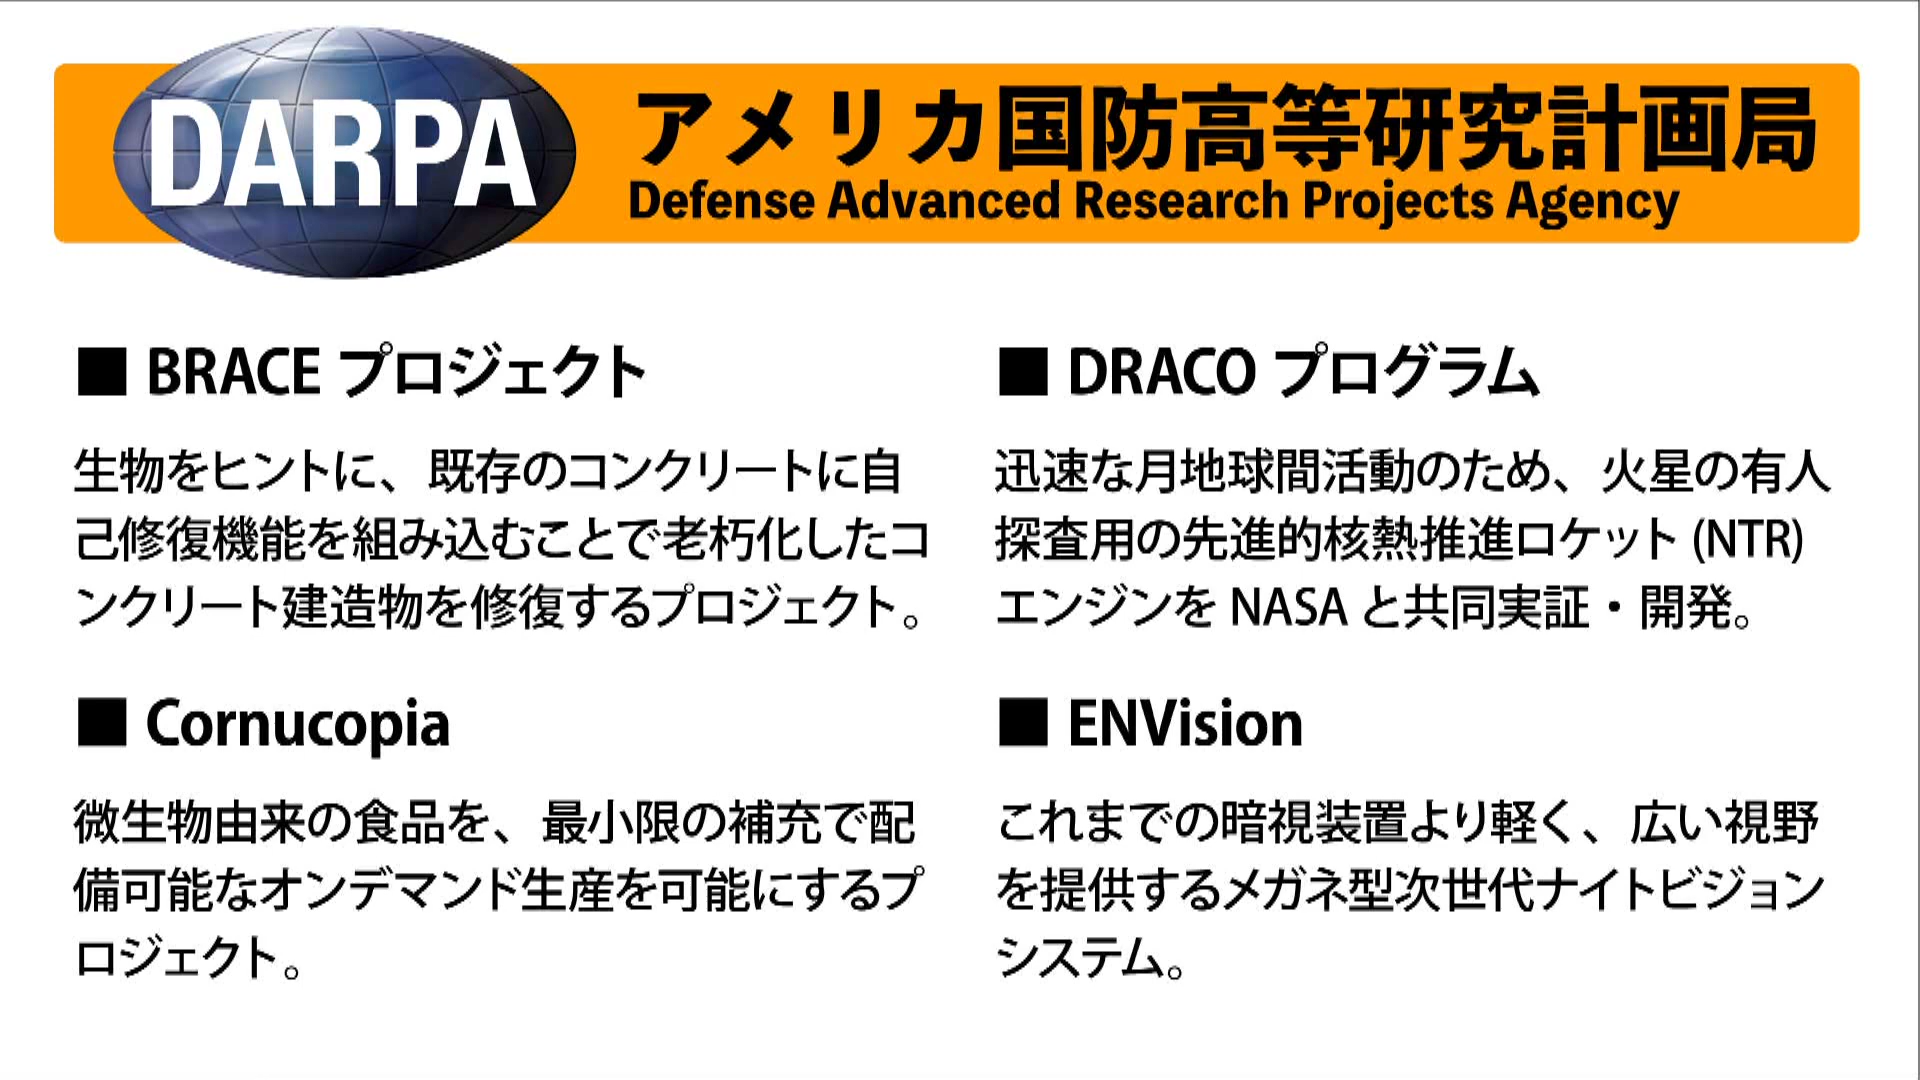 DARPA
アメリカ国防高等研究計画局
Defense Advanced Research Projects Agency
■ BRACE プロジェクト
生物をヒントに、既存のコンクリートに自
己修復機能を組み込むことで老朽化したコ
ンクリート建造物を修復するプロジェクト。
■ DRACO プログラム
迅速な月地球間活動のため、火星の有人
探査用の先進的核熱推進ロケット (NTR)
エンジンを NASA と共同実証・開発。
■ Cornucopia
微生物由来の食品を、最小限の補充で配
備可能なオンデマンド生産を可能にするプ
ロジェクト。
■ ENVision
これまでの暗視装置より軽く、広い視野
を提供するメガネ型次世代ナイトビジョン
システム。